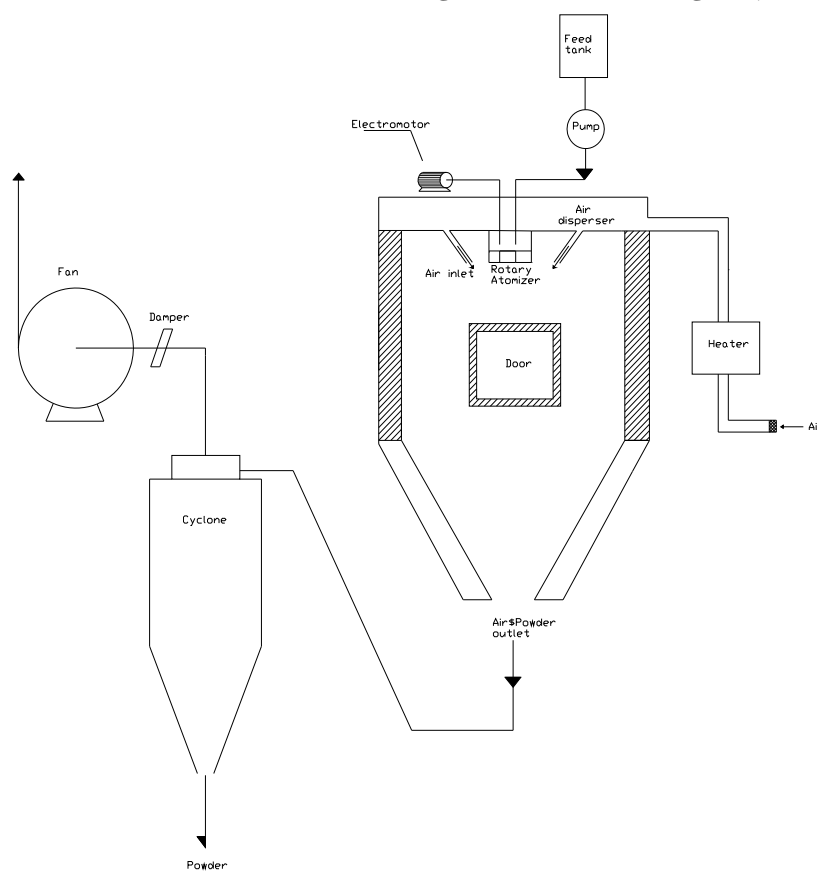 Feed
tank
Pump
Electromotor
Air
disperser
Air inlet
Rotary
Atomizer
Fan
Damper
Heater
Door
Ai
Cyclone
Air$Powder
outlet
Powder